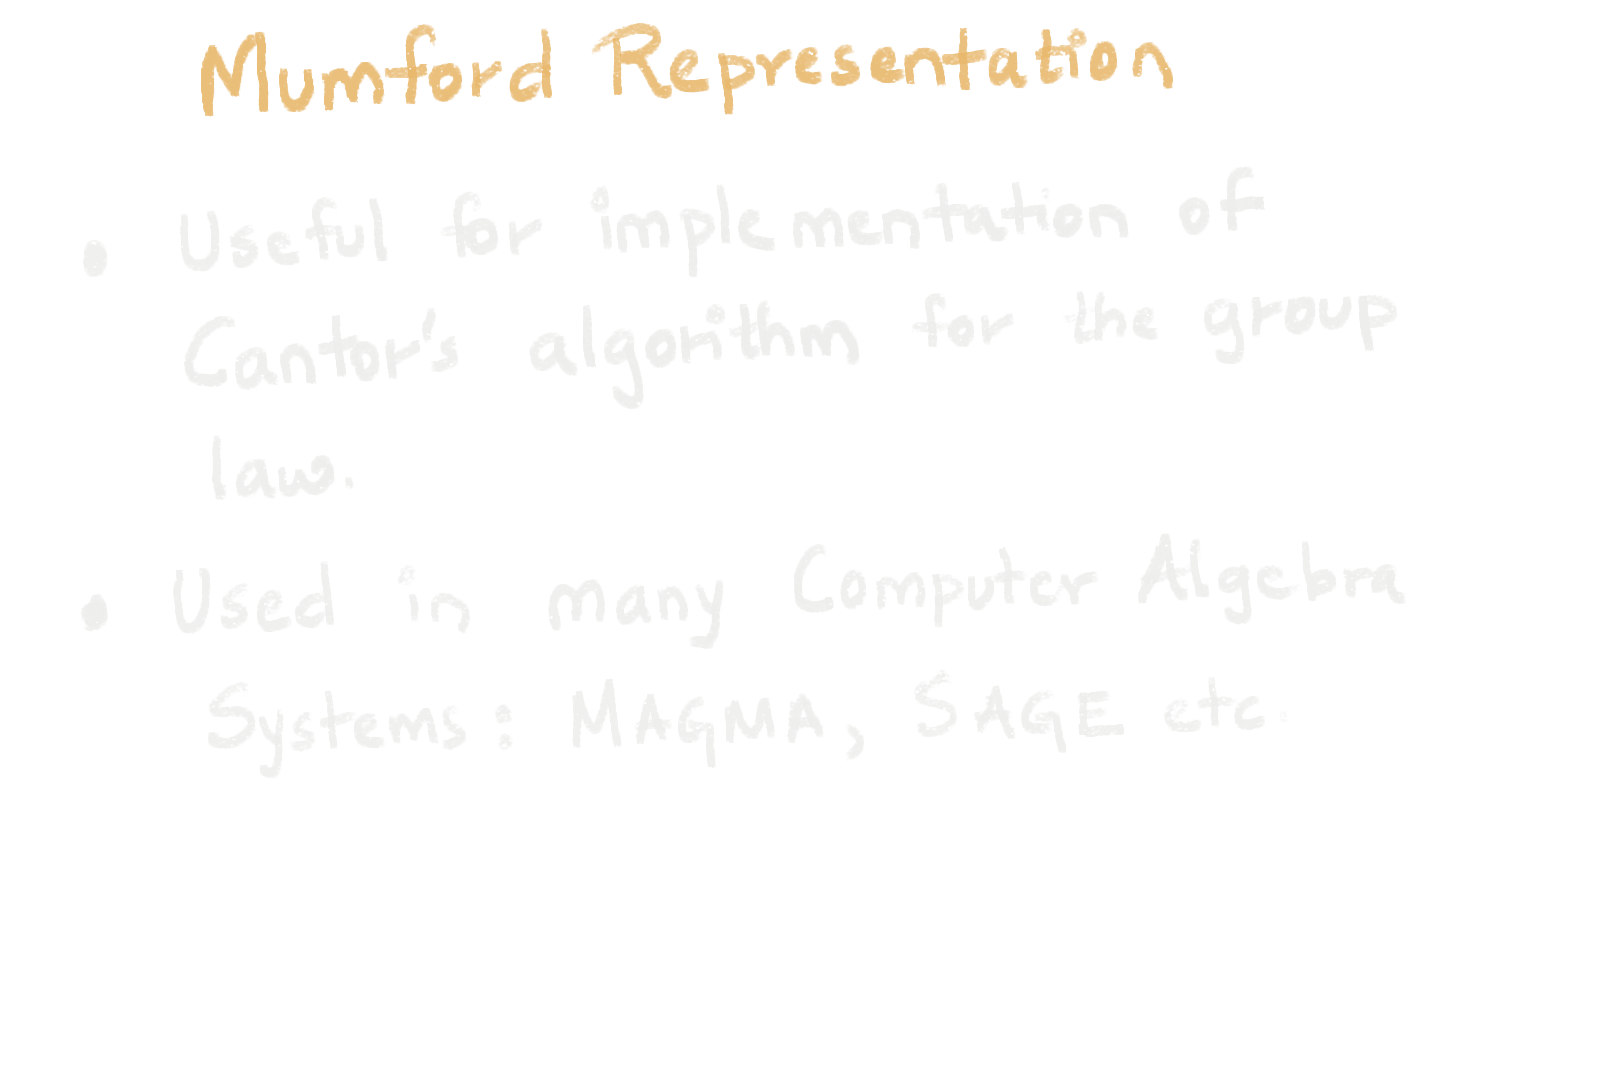 Mumford Representation
• Useful for implementation of
Cantor's algorithm for the group
law.
• Used in many Computer Algebra
Systems: MAGMA, SAGE etc.